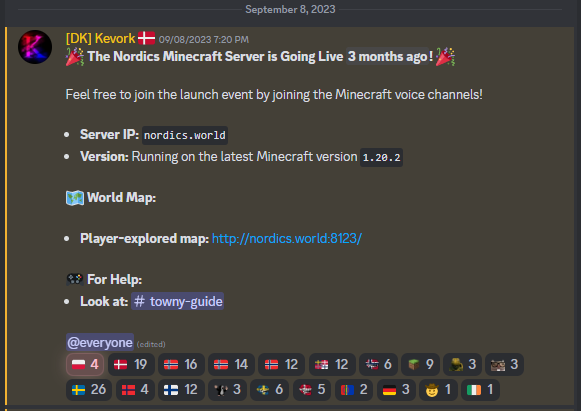 September 8, 2023
[DK] Kevork 09/08/2023 7:20 PM
The Nordics Minecraft Server is Going Live 3 months ago!
Feel free to join the launch event by joining the Minecraft voice channels!
Server IP: nordics.world
Version: Running on the latest Minecraft version 1.20.2
World Map:
Player-explored map: http://nordics.world:8123/
For Help:
Look at: # towny-guide
@everyone (edited)
4 19 16 14 12 12 6 9 3 3
26 4 12 3 6 5 2 3 1 1